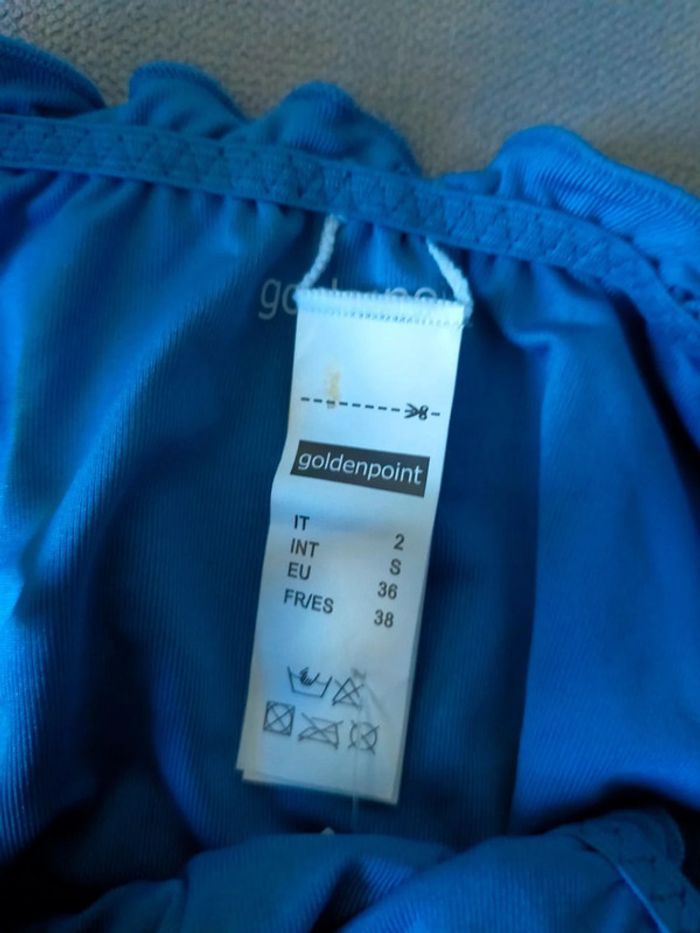 goldenpoint
IT 2
INT S
EU 36
FR/ES 38